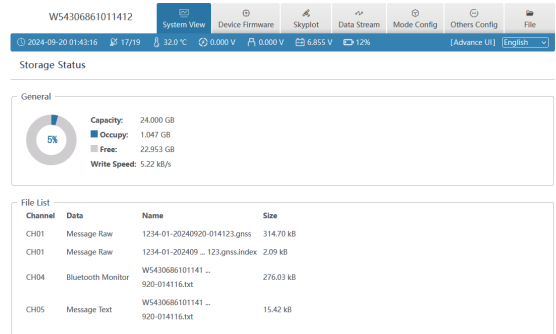 W54306861011412
System View
Device Firmware
Skyplot
Data Stream
Mode Config
Others Config
File
2024-09-20 01:43:16 17/19 32.0 °C 0.000 V 0.000 V 6.855 V 12% [Advance UI] English
Storage Status
General
5%
Capacity: 24.000 GB
Occupy: 1.047 GB
Free: 22.953 GB
Write Speed: 5.22 kB/s
File List
Channel Data Name Size
CH01 Message Raw 1234-01-20240920-014123.gnss 314.70 kB
CH01 Message Raw 1234-01-202409 ... 123.gnss.index 2.09 kB
CH04 Bluetooth Monitor W5430686101141 ... 276.03 kB
920-014116.txt
CH05 Message Text W5430686101141 ... 15.42 kB
920-014116.txt